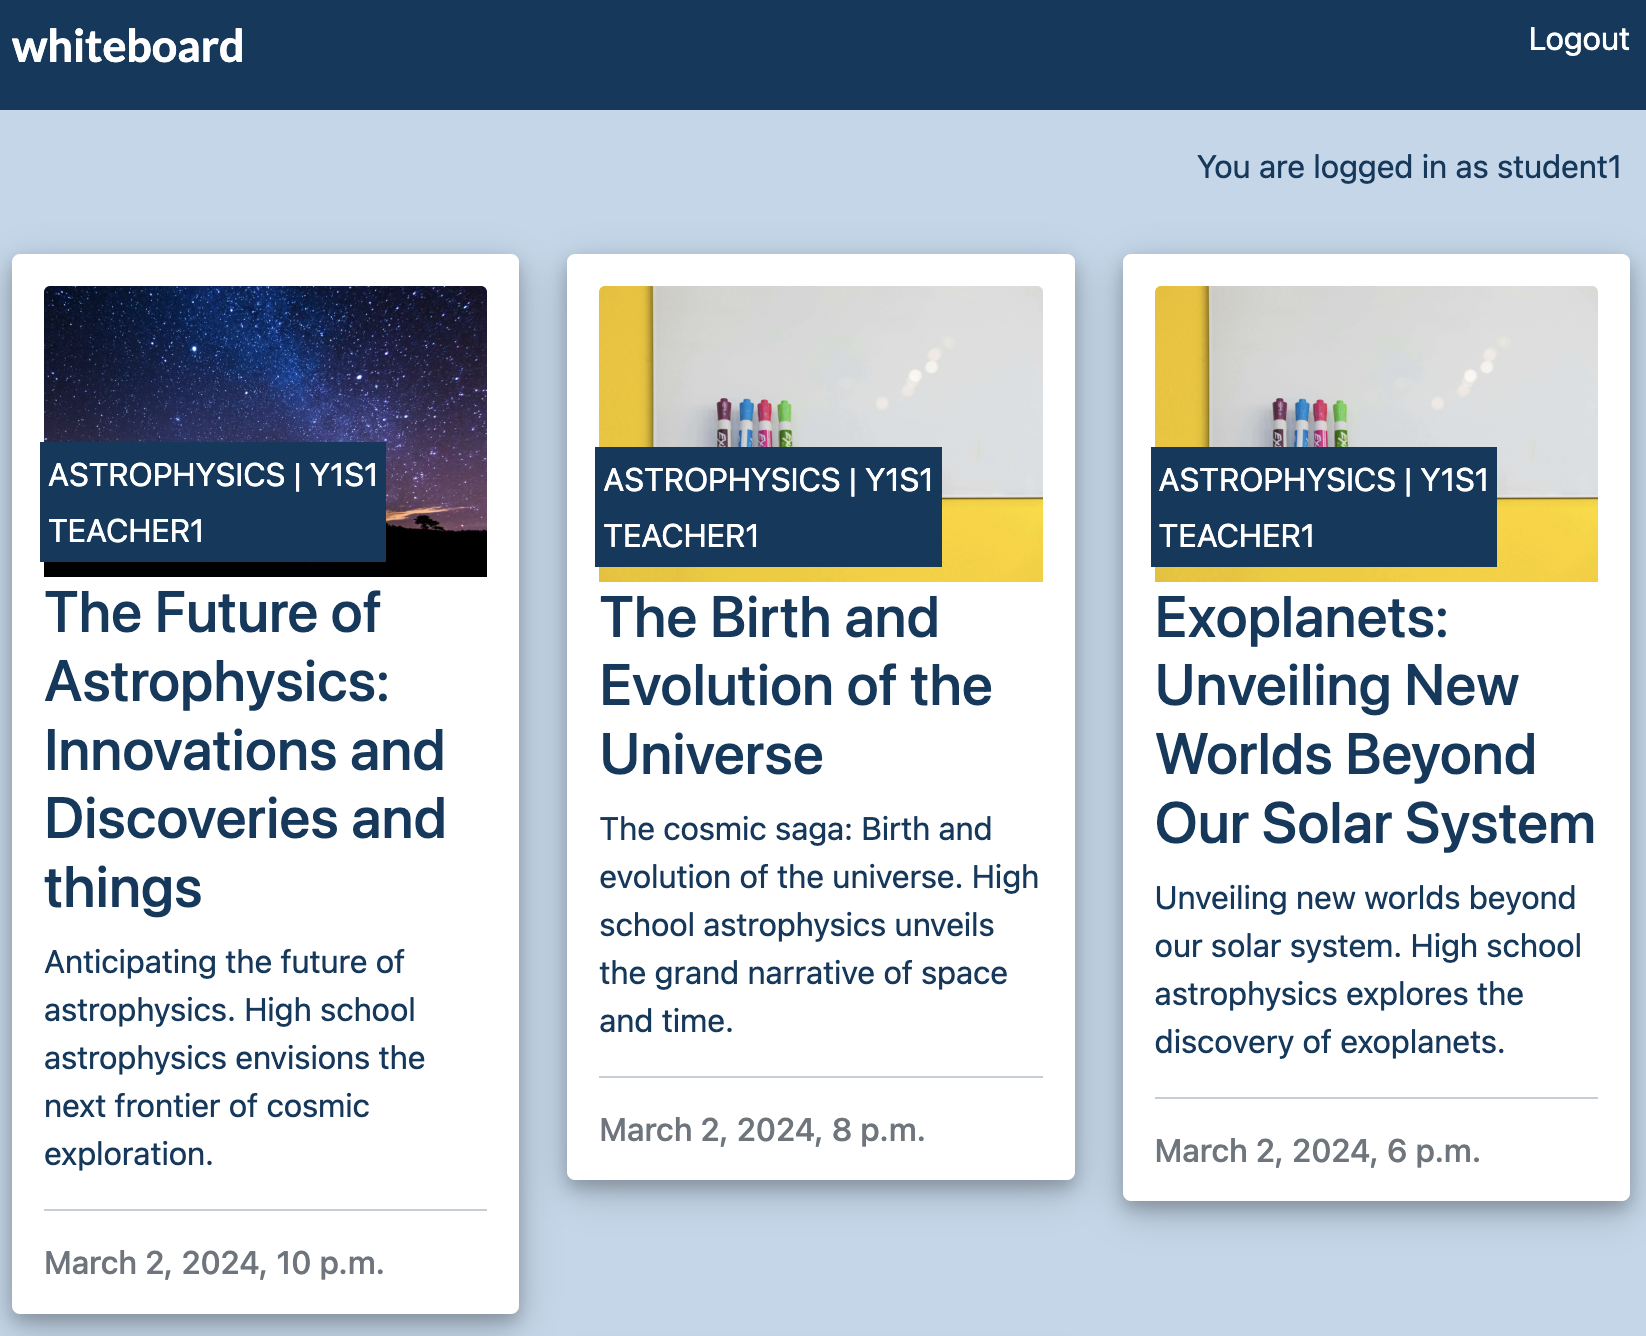 whiteboard
Logout
You are logged in as student1
ASTROPHYSICS | Y1S1
TEACHER1
The Future of
Astrophysics:
Innovations and
Discoveries and
things
Anticipating the future of
astrophysics. High school
astrophysics envisions the
next frontier of cosmic
exploration.
March 2, 2024, 10 p.m.
ASTROPHYSICS | Y1S1
TEACHER1
The Birth and
Evolution of the
Universe
The cosmic saga: Birth and
evolution of the universe. High
school astrophysics unveils
the grand narrative of space
and time.
March 2, 2024, 8 p.m.
ASTROPHYSICS | Y1S1
TEACHER1
Exoplanets:
Unveiling New
Worlds Beyond
Our Solar System
Unveiling new worlds beyond
our solar system. High school
astrophysics explores the
discovery of exoplanets.
March 2, 2024, 6 p.m.